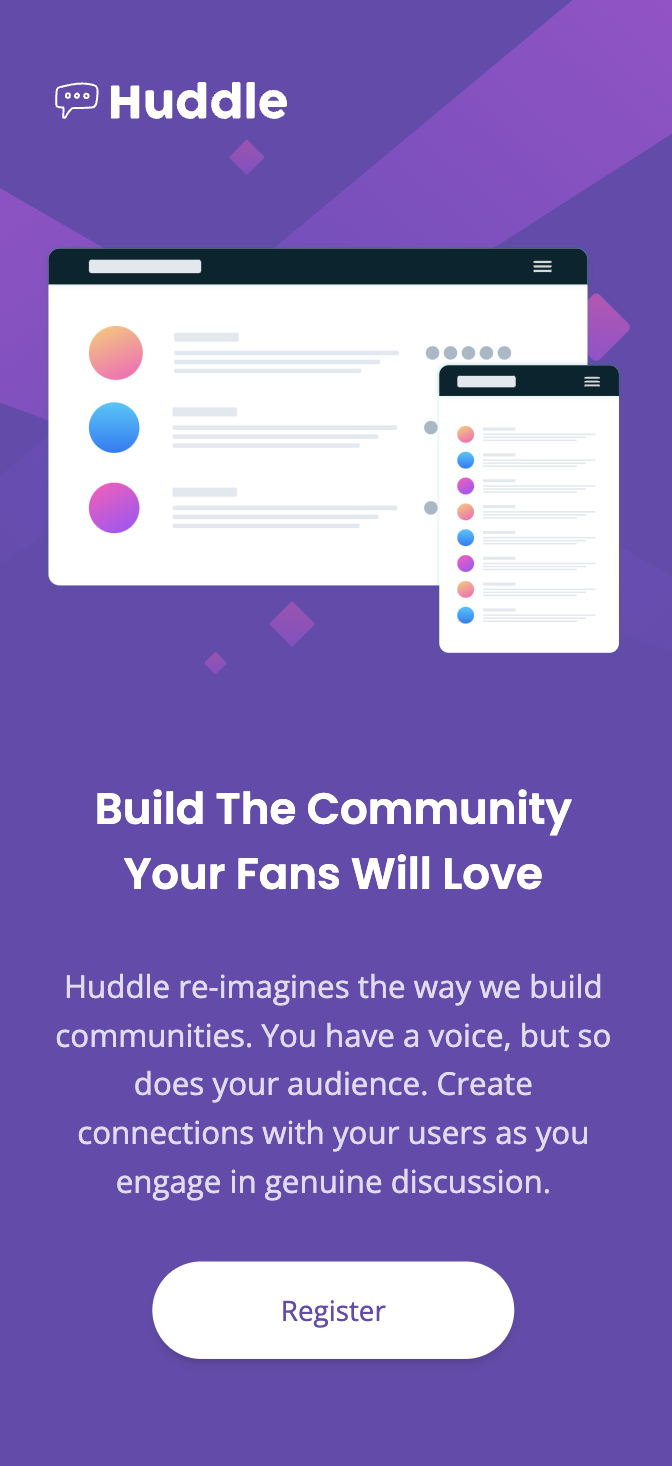 Huddle
Build The Community
Your Fans Will Love
Huddle re-imagines the way we build
communities. You have a voice, but so
does your audience. Create
connections with your users as you
engage in genuine discussion.
Register